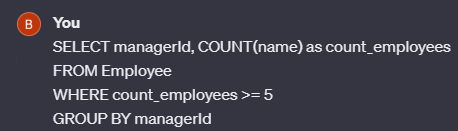 B
You
SELECT managerId, COUNT(name) as count_employees
FROM Employee
WHERE count_employees >= 5
GROUP BY managerId